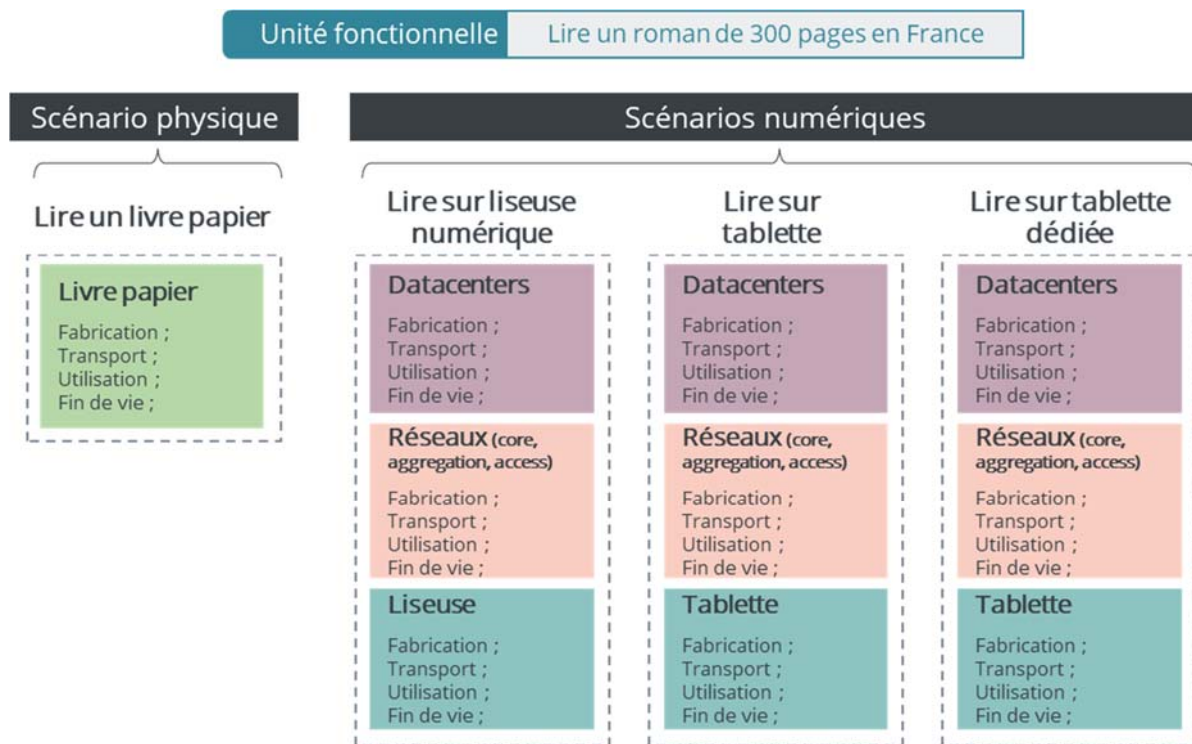 Unité fonctionnelle
Lire un roman de 300 pages en France
Scénario physique
Scénarios numériques
Lire un livre papier
Livre papier
Fabrication ;
Transport ;
Utilisation ;
Fin de vie ;
Lire sur liseuse
numérique
Datacenters
Fabrication ;
Transport ;
Utilisation ;
Fin de vie ;
Réseaux (core,
aggregation, access)
Fabrication ;
Transport ;
Utilisation ;
Fin de vie ;
Liseuse
Fabrication ;
Transport ;
Utilisation ;
Fin de vie ;
Lire sur
tablette
Datacenters
Fabrication ;
Transport ;
Utilisation ;
Fin de vie ;
Réseaux (core,
aggregation, access)
Fabrication ;
Transport ;
Utilisation ;
Fin de vie ;
Tablette
Fabrication ;
Transport ;
Utilisation ;
Fin de vie ;
Lire sur tablette
dédiée
Datacenters
Fabrication ;
Transport ;
Utilisation ;
Fin de vie ;
Réseaux (core,
aggregation, access)
Fabrication ;
Transport ;
Utilisation ;
Fin de vie ;
Tablette
Fabrication ;
Transport ;
Utilisation ;
Fin de vie ;